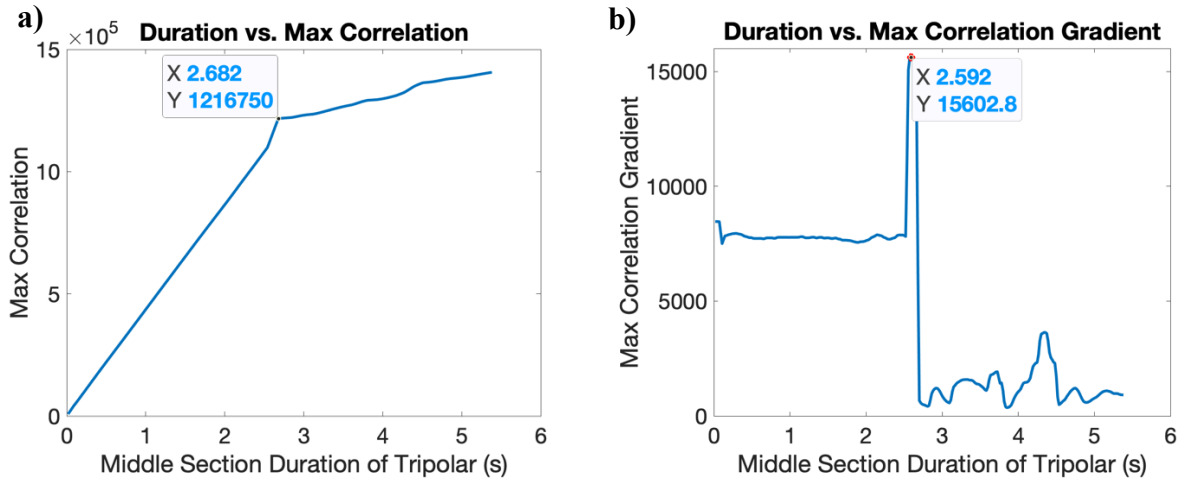 a)
×10⁵
Duration vs. Max Correlation
15
10
5
0
Max Correlation
X 2.682
Y 1216750
0 1 2 3 4 5 6
Middle Section Duration of Tripolar (s)
b)
Duration vs. Max Correlation Gradient
15000
10000
5000
0
Max Correlation Gradient
X 2.592
Y 15602.8
0 1 2 3 4 5 6
Middle Section Duration of Tripolar (s)